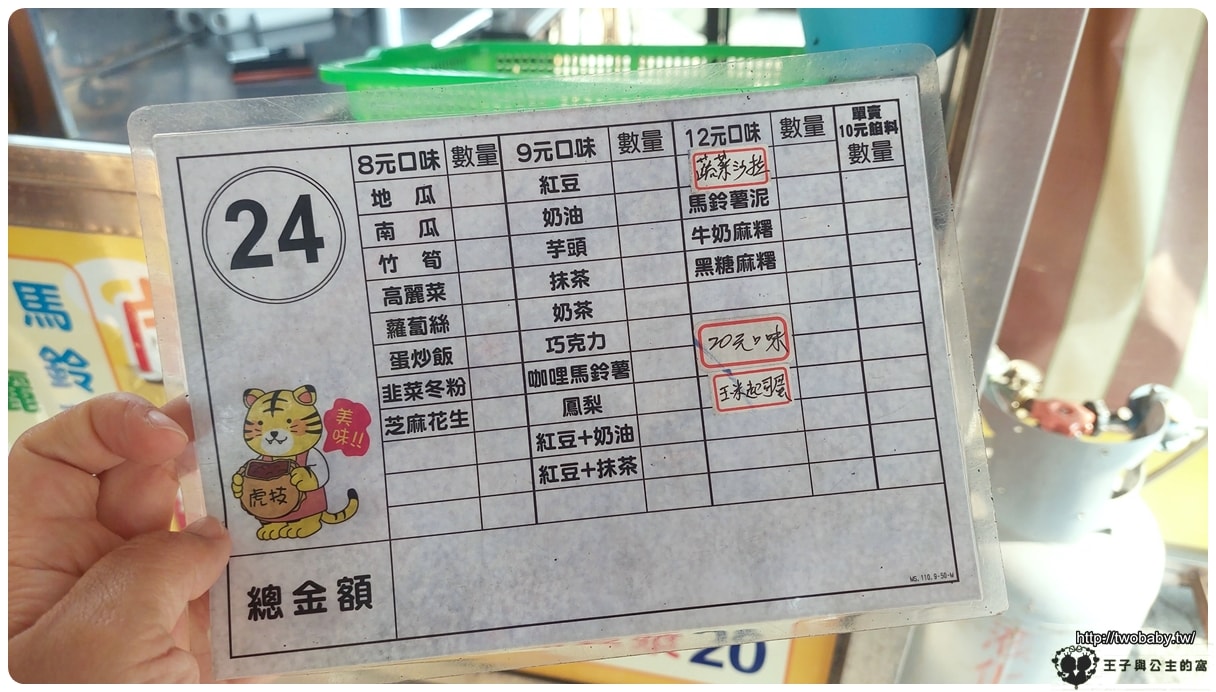 24
8元口味 數量 9元口味 數量 12元口味 數量 單賣
10元餡料
數量
地瓜 紅豆 蔬菜沙拉
南瓜 奶油 馬鈴薯泥
竹筍 芋頭 牛奶麻糬
高麗菜 抹茶 黑糖麻糬
蘿蔔絲 奶茶
蛋炒飯 巧克力 20元口味
韭菜冬粉 咖哩馬鈴薯 玉米起司蛋
芝麻花生 鳳梨
紅豆+奶油
紅豆+抹茶
美味!!
虎技
總金額
MS.110.9-50-W
馬鈴
20
http://twobaby.tw/
王子與公主的窩